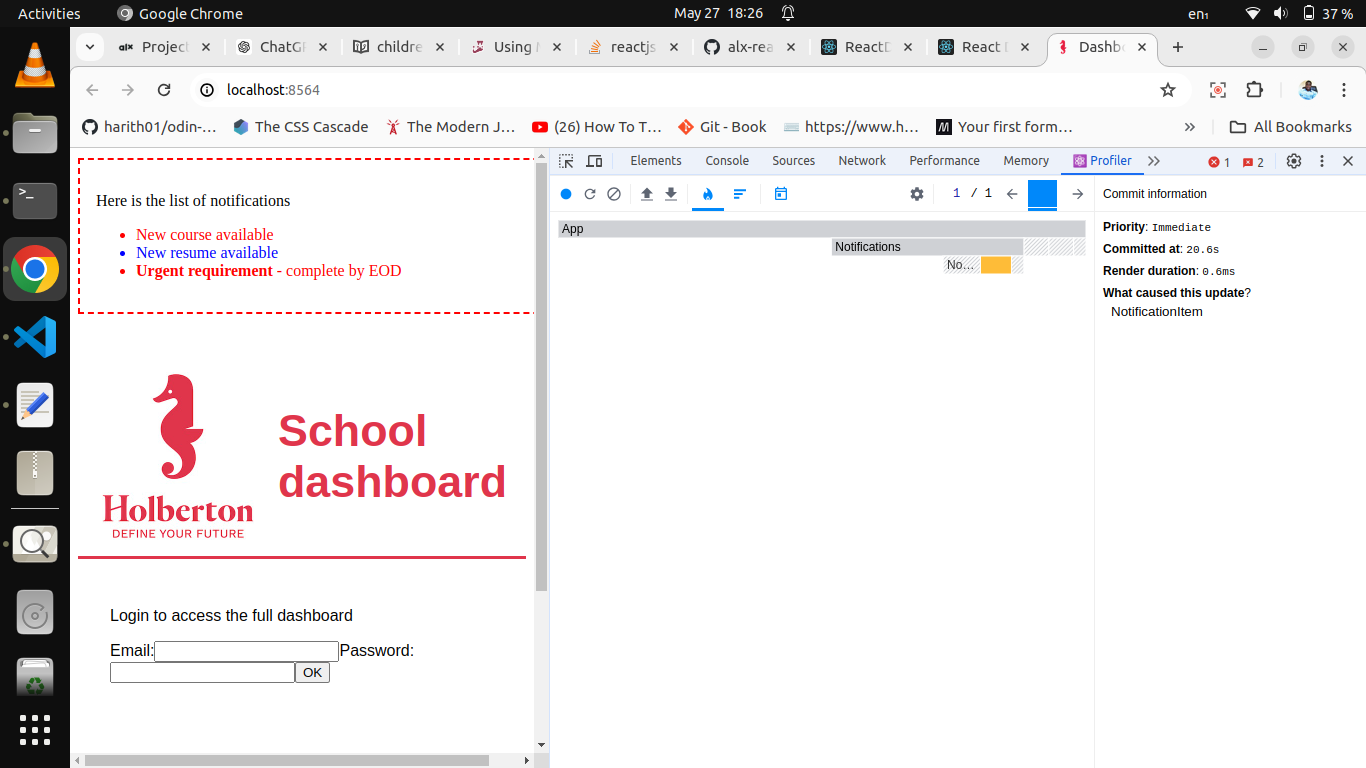 Activities
Google Chrome
May 27 18:26
en₁
37 %
Project
ChatGP
childre
Using M
reactjs
alx-rea
ReactD
React D
Dashbo
localhost:8564
harith01/odin-…
The CSS Cascade
The Modern J…
(26) How To T…
Git - Book
https://www.h…
Your first form…
»
All Bookmarks
Here is the list of notifications
New course available
New resume available
Urgent requirement - complete by EOD
Holberton
DEFINE YOUR FUTURE
School
dashboard
Login to access the full dashboard
Email:
Password:
OK
Elements
Console
Sources
Network
Performance
Memory
Profiler
1
2
1 / 1
App
Notifications
No…
Commit information
Priority: Immediate
Committed at: 20.6s
Render duration: 0.6ms
What caused this update?
NotificationItem